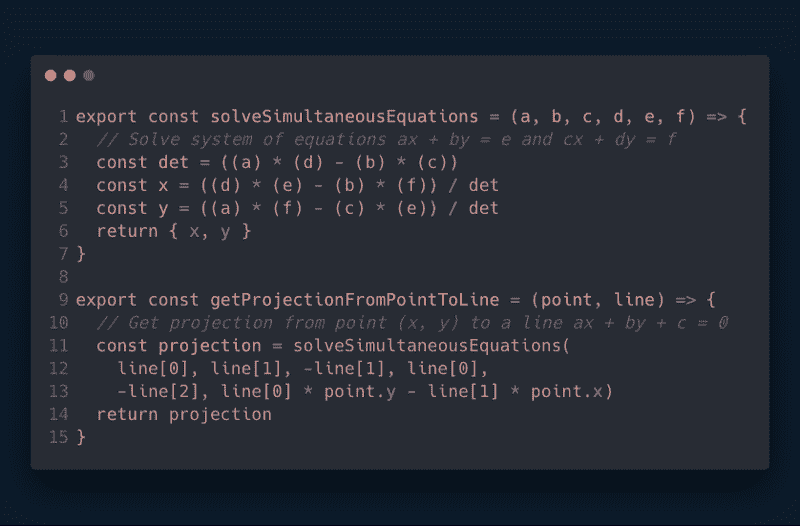 1 export const solveSimultaneousEquations = (a, b, c, d, e, f) => {
2   // Solve system of equations ax + by = e and cx + dy = f
3   const det = ((a) * (d) - (b) * (c))
4   const x = ((d) * (e) - (b) * (f)) / det
5   const y = ((a) * (f) - (c) * (e)) / det
6   return { x, y }
7 }
8
9 export const getProjectionFromPointToLine = (point, line) => {
10   // Get projection from point (x, y) to a line ax + by + c = 0
11   const projection = solveSimultaneousEquations(
12     line[0], line[1], -line[1], line[0],
13     -line[2], line[0] * point.y - line[1] * point.x)
14   return projection
15 }